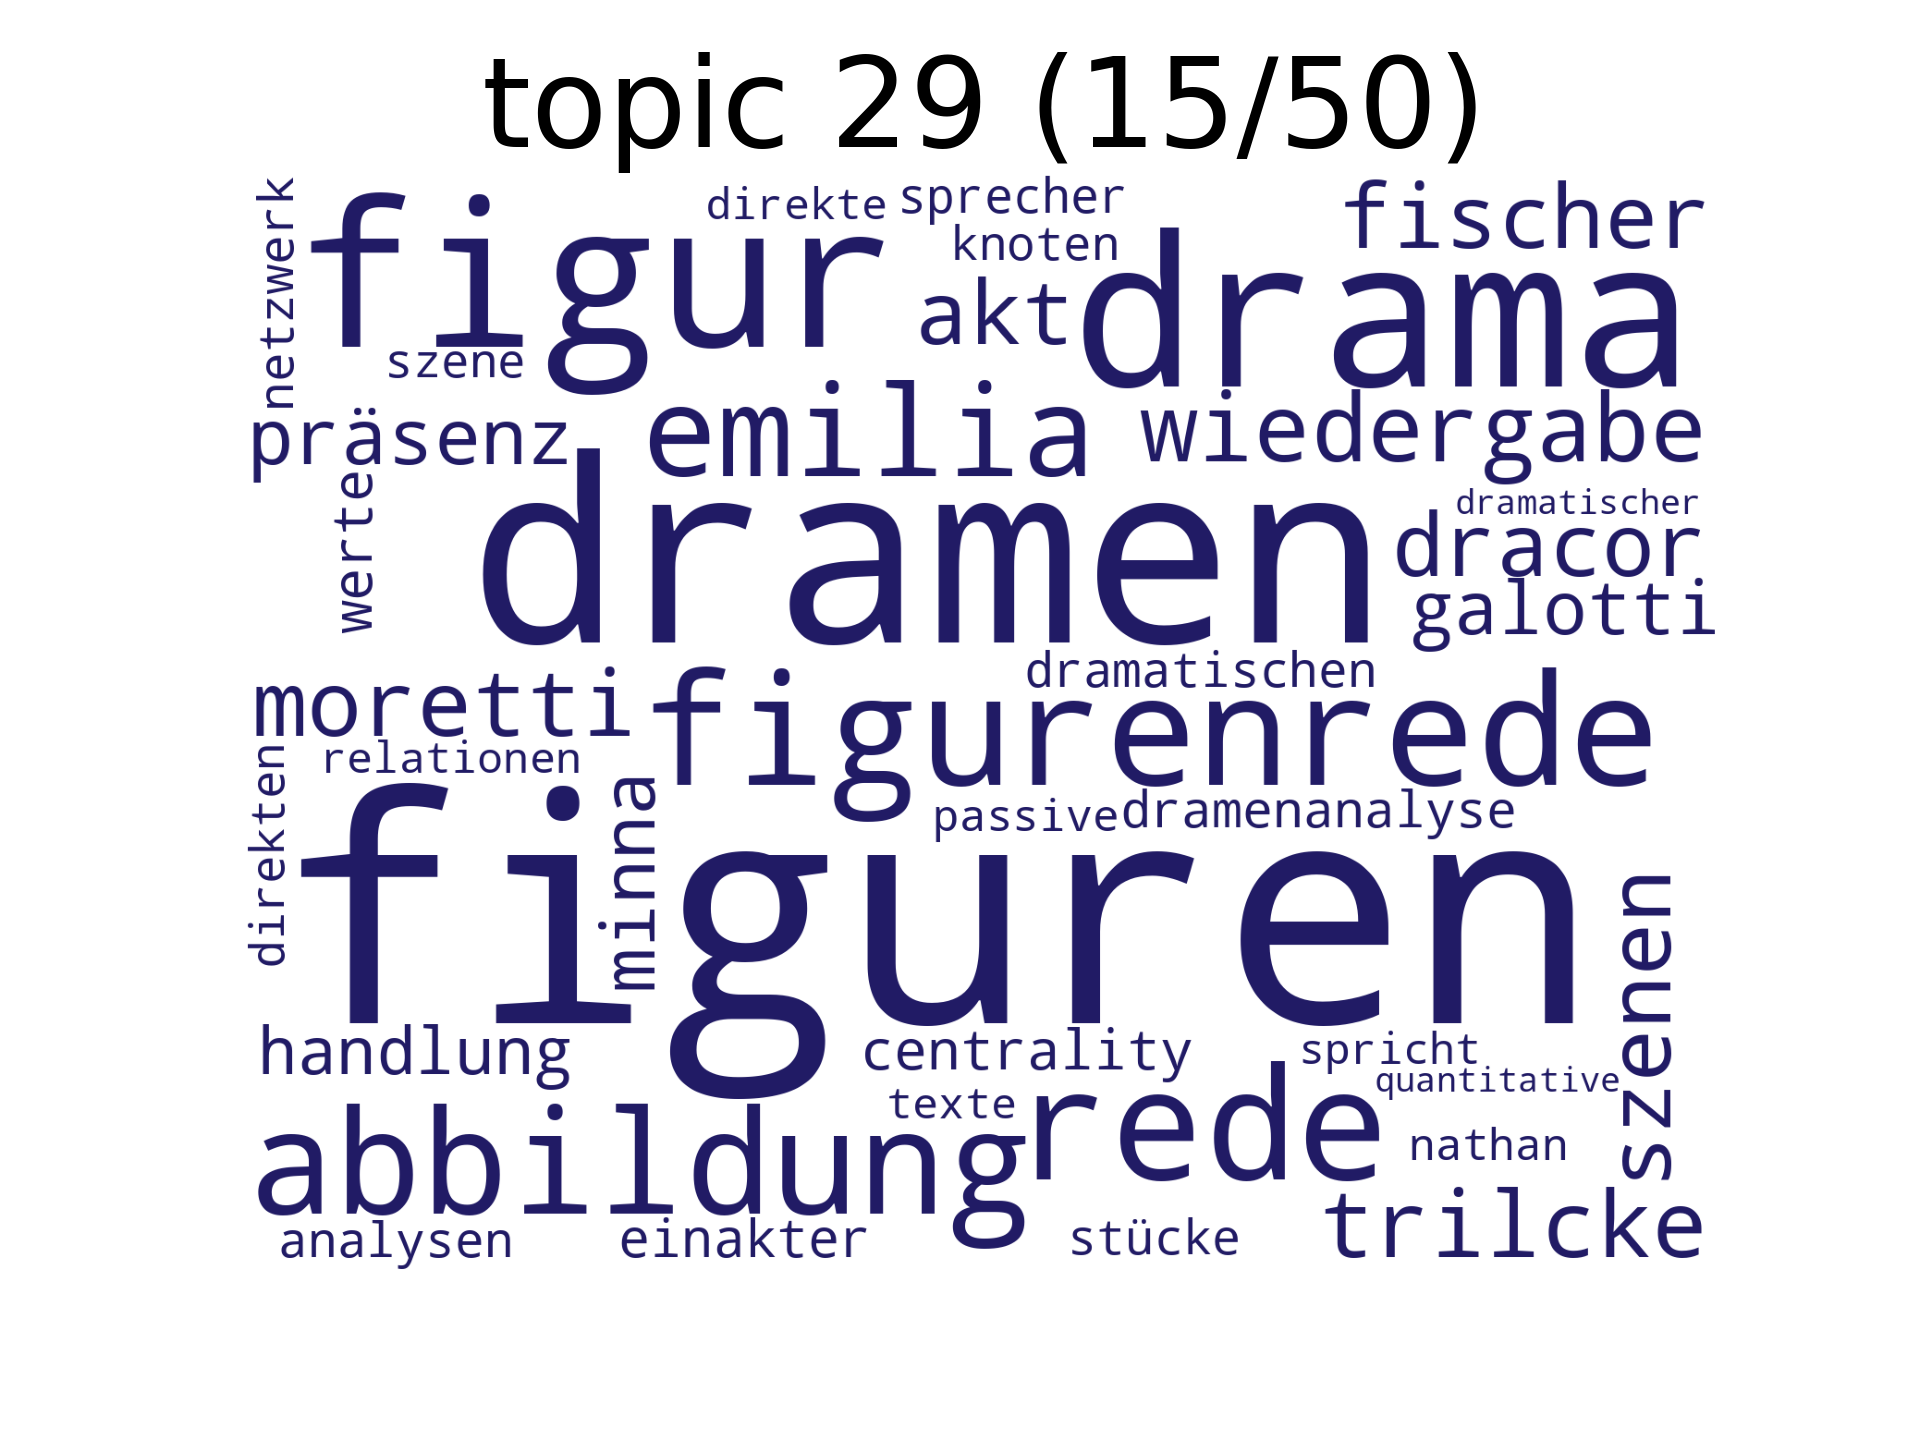 topic 29 (15/50)
netzwerk
figur
direkte
sprecher
knoten
fischer
akt
drama
szene
präsenz
emilia
wiedergabe
werte
dramen
dramatischer
dracor
galotti
moretti
dramatischen
figurenrede
direkten
relationen
minna
passive
dramenanalyse
figuren
szenen
handlung
centrality
spricht
quantitative
texte
abbildung
rede
nathan
analysen
einakter
stücke
trilcke